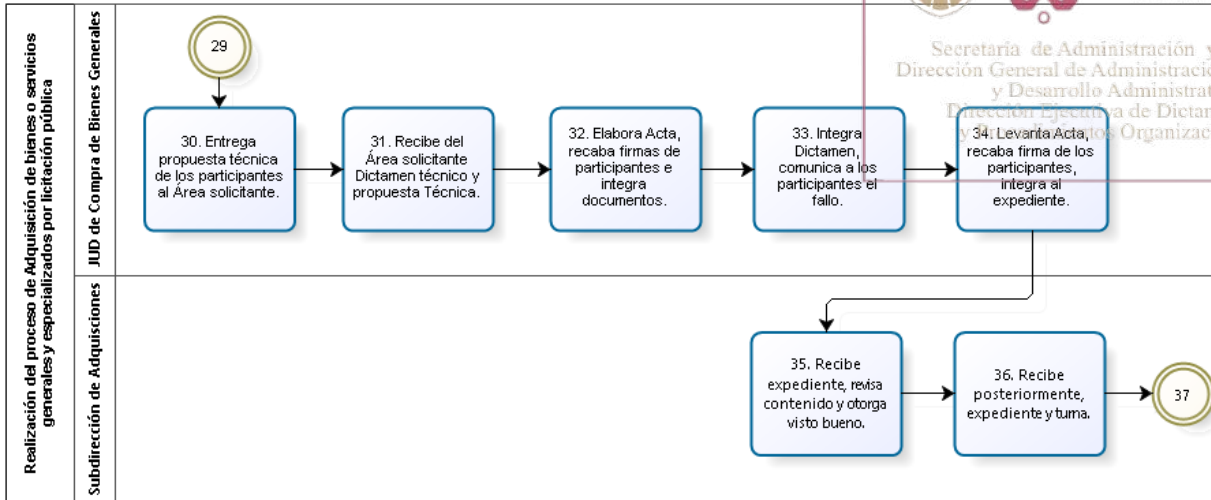 Realización del proceso de Adquisición de bienes o servicios
generales y especializados por licitación pública
JUD de Compra de Bienes Generales
29
30. Entrega
propuesta técnica
de los participantes
al Área solicitante.
31. Recibe del
Área solicitante
Dictamen técnico y
propuesta Técnica.
32. Elabora Acta,
recaba firmas de
participantes e
integra
documentos.
33. Integra
Dictamen,
comunica a los
participantes el
fallo.
34. Levanta Acta,
recaba firma de los
participantes,
integra al
expediente.
Secretaría de Administración y
Dirección General de Administració
y Desarrollo Administrat
Dirección Ejecutiva de Dictam
y Procedimientos Organizac
Subdirección de Adquisciones
35. Recibe
expediente, revisa
contenido y otorga
visto bueno.
36. Recibe
posteriormente,
expediente y turna.
37